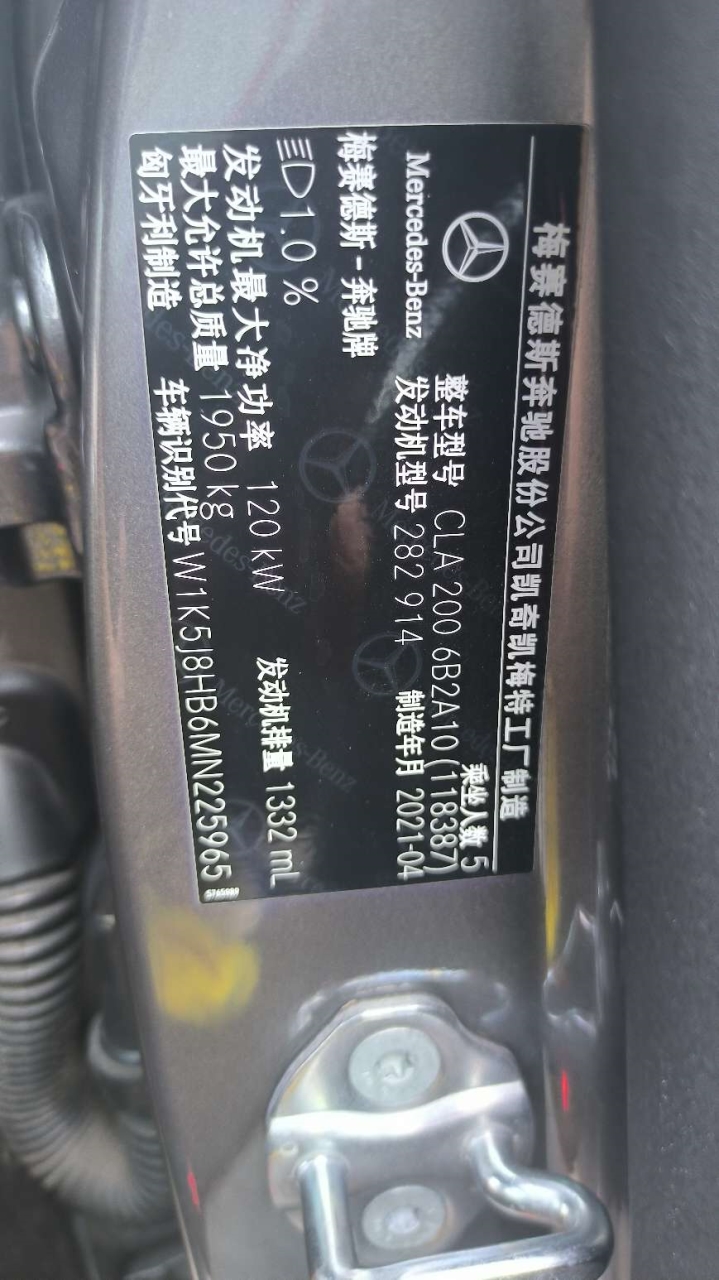 梅赛德斯奔驰股份公司凯奇凯梅特工厂制造
乘坐人数 5
整车型号 CLA 200 6B2A10 (118387)
Mercedes-Benz
发动机型号 282 914
制造年月 2021-04
梅赛德斯-奔驰牌
1.0 %
发动机最大净功率 120 kW
发动机排量 1332 mL
最大允许总质量 1950 kg
匈牙利制造
车辆识别代号 W1K5J8HB6MN225965